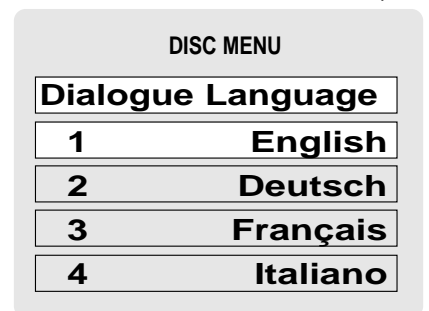 DISC MENU
Dialogue Language
1 English
2 Deutsch
3 Français
4 Italiano